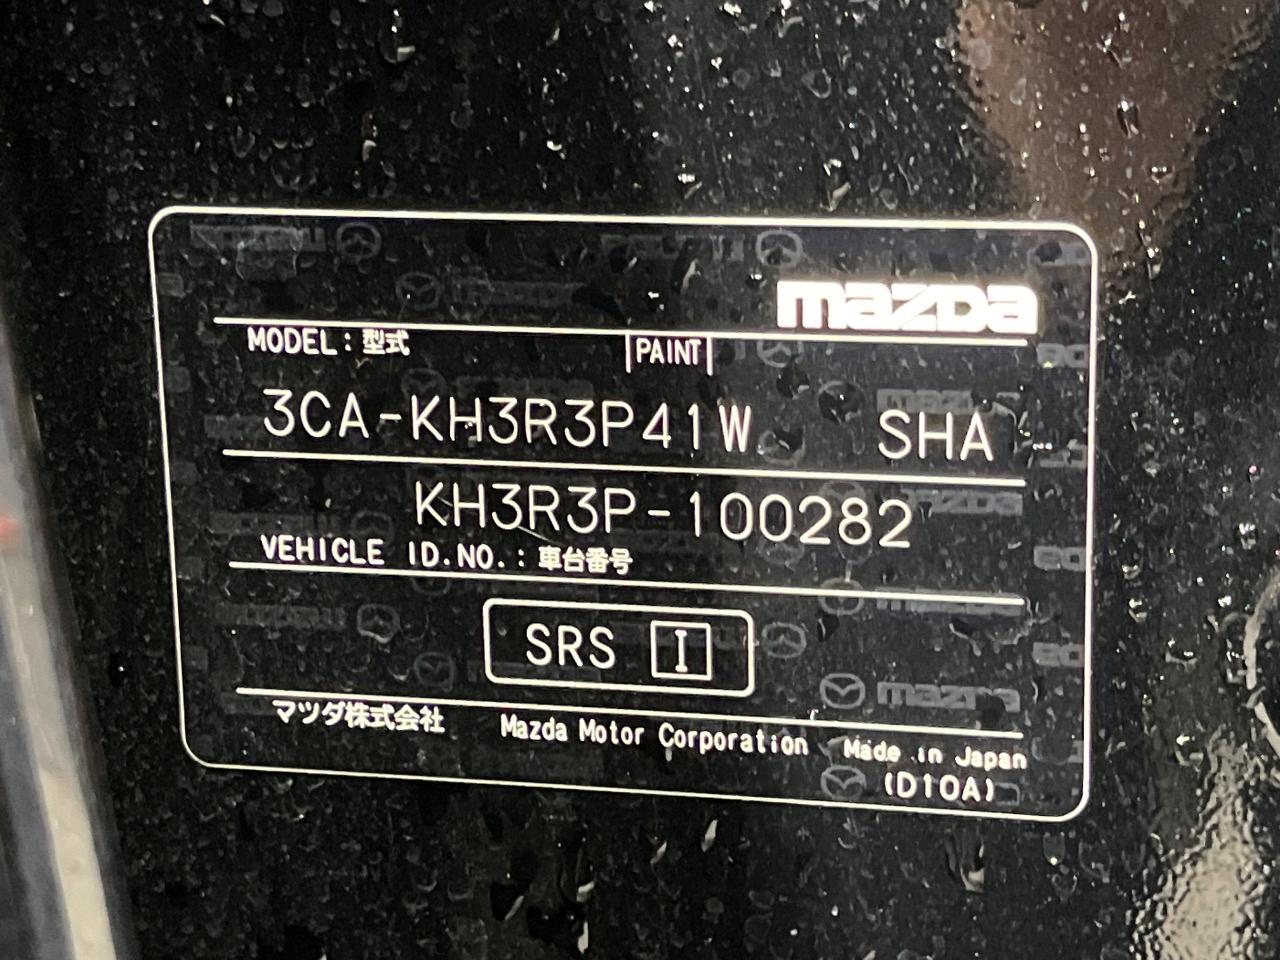 mazda
MODEL：型式 PAINT
3CA-KH3R3P41W SHA
KH3R3P-100282
VEHICLE ID.NO.：車台番号
SRS I
マツダ株式会社 Mazda Motor Corporation Made in Japan
(D10A)